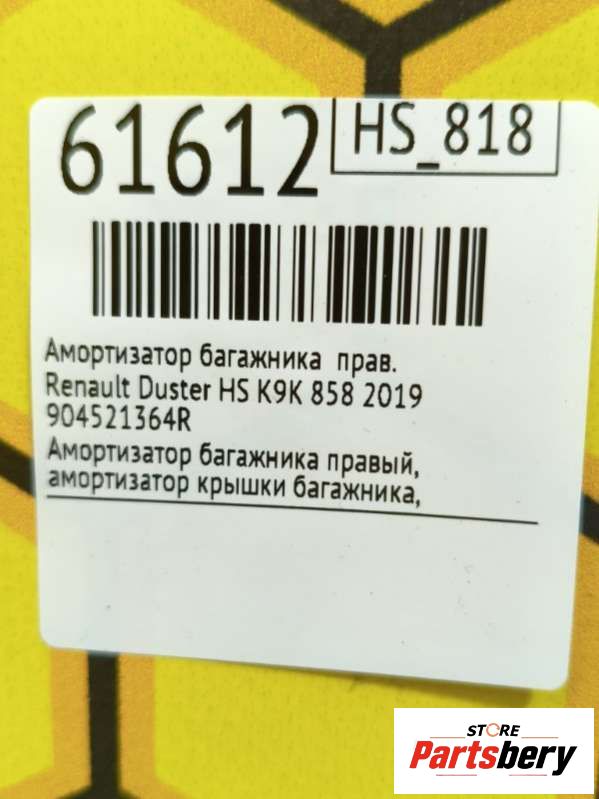 61612
HS_818
Амортизатор багажника прав.
Renault Duster HS K9K 858 2019
904521364R
Амортизатор багажника правый,
амортизатор крышки багажника,
STORE
Partsbery